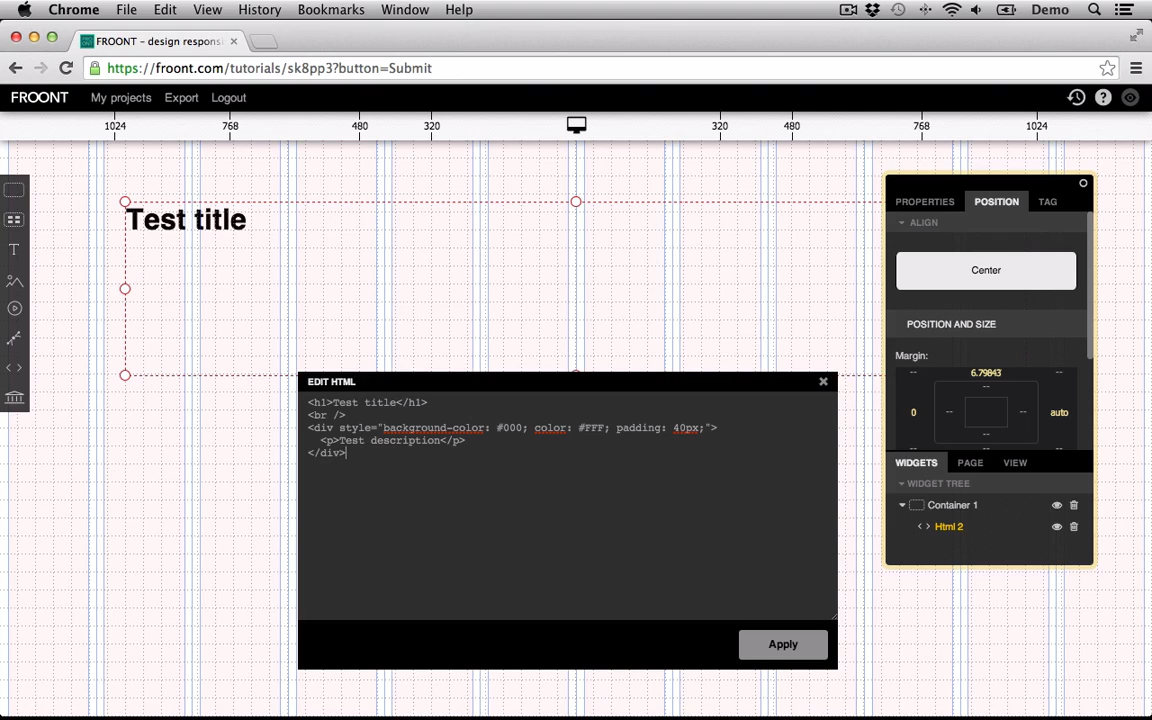 Chrome File Edit View History Bookmarks Window Help Demo
FROONT – design responsi
https://froont.com/tutorials/sk8pp3?button=Submit
FROONT My projects Export Logout
1024 768 480 320 320 480 768 1024
Test title
T
PROPERTIES POSITION TAG
ALIGN
Center
POSITION AND SIZE
Margin:
-- 6.79843 --
--
0 -- -- auto
--
WIDGETS PAGE VIEW
WIDGET TREE
Container 1
Html 2
EDIT HTML
<h1>Test title</h1>
<br />
<div style="background-color: #000; color: #FFF; padding: 40px;">
<p>Test description</p>
</div>
Apply